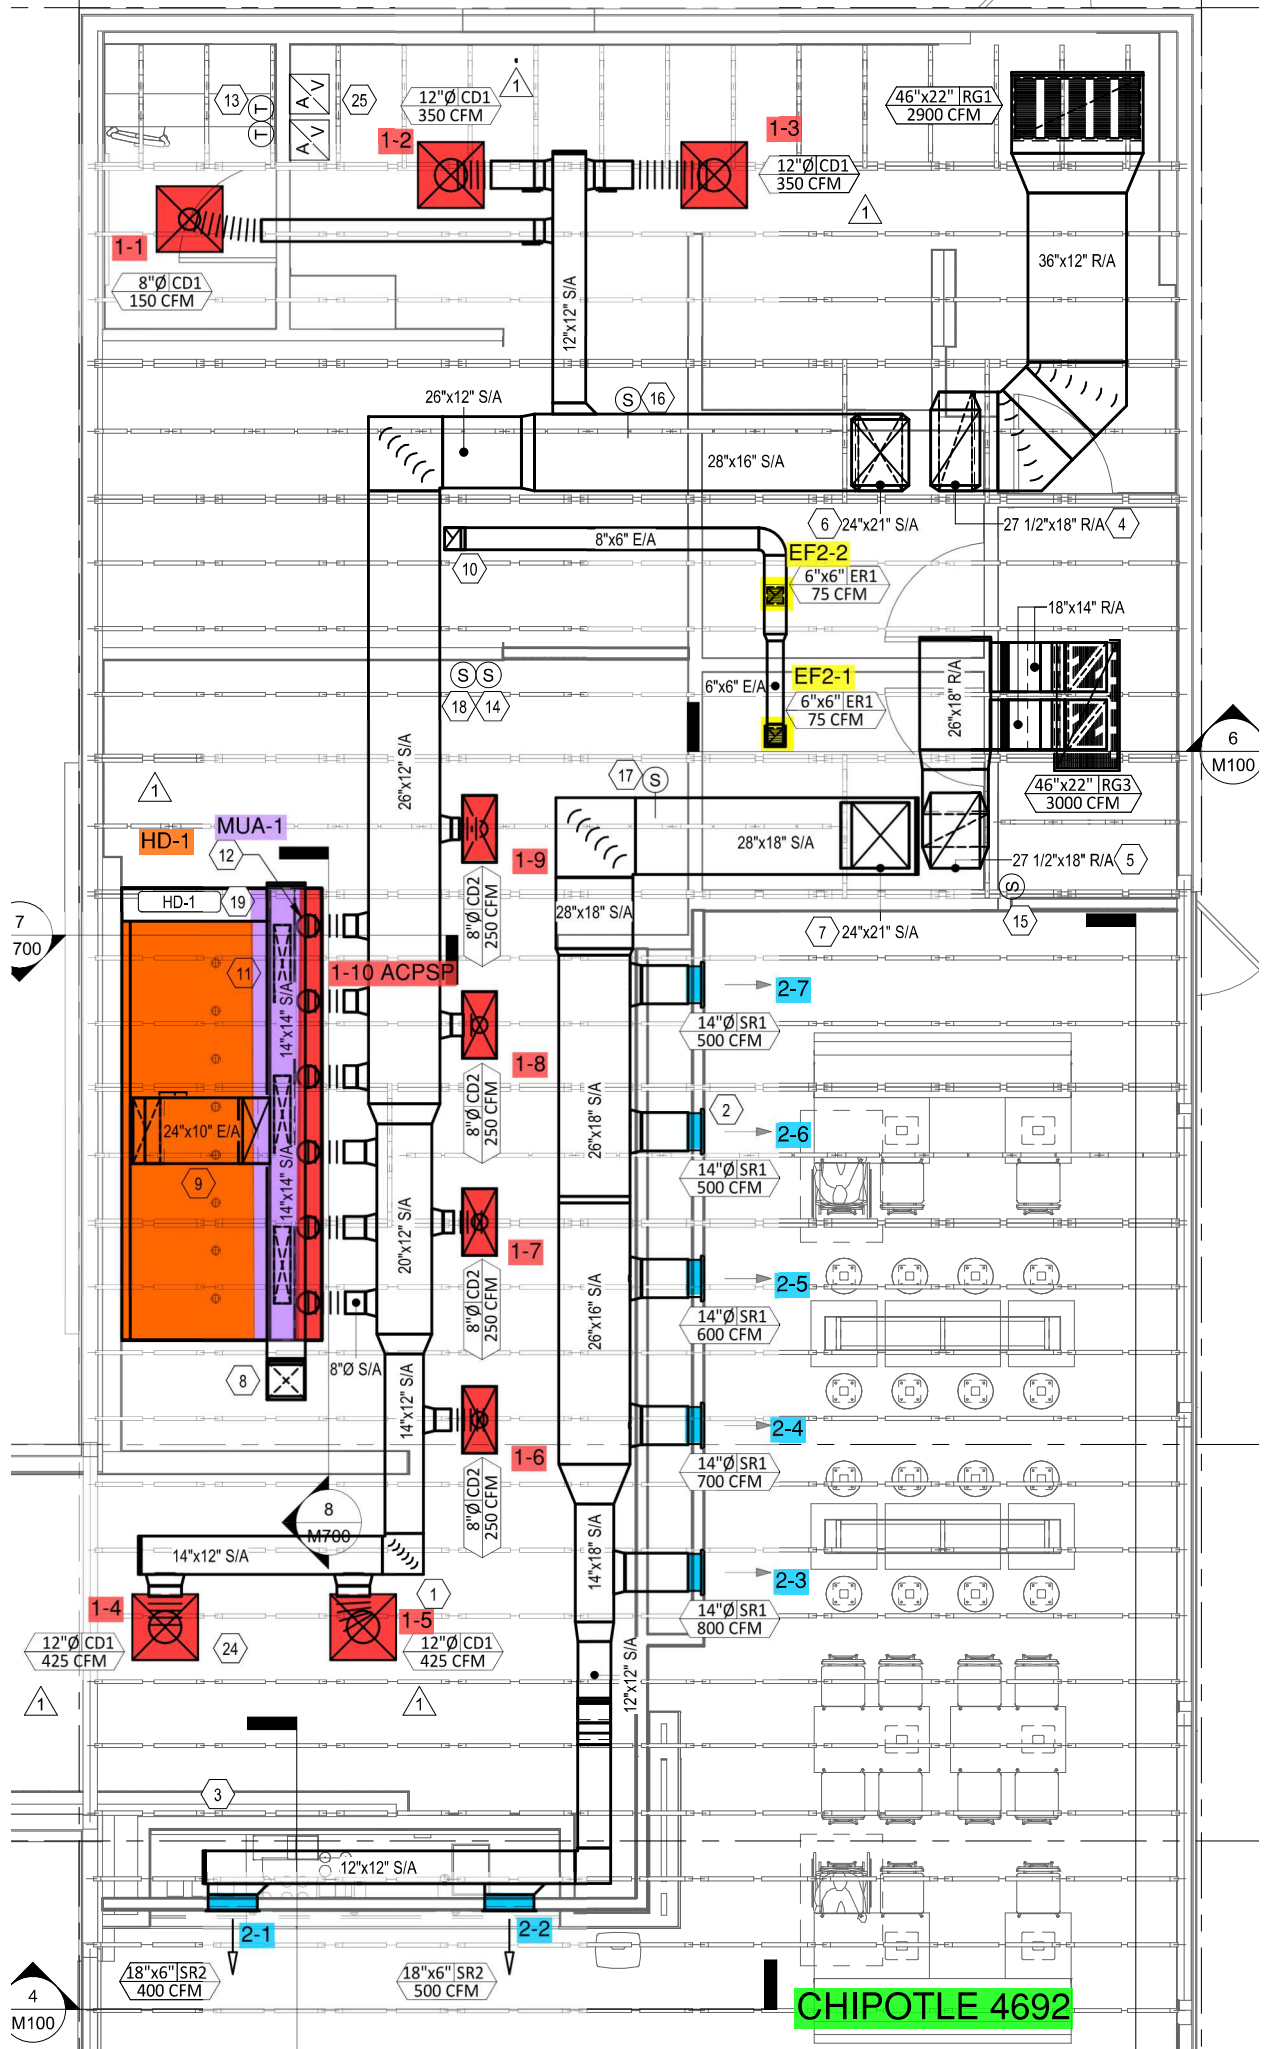 13
T
T
A/V
A/V
25
12"Ø CD1
350 CFM
1
46"x22" RG1
2900 CFM
1-2
1-3
12"Ø CD1
350 CFM
1
1-1
8"Ø CD1
150 CFM
36"x12" R/A
12"x12" S/A
26"x12" S/A
S
16
28"x16" S/A
6
24"x21" S/A
27 1/2"x18" R/A
4
8"x6" E/A
10
EF2-2
6"x6" ER1
75 CFM
18"x14" R/A
S
S
18
14
6"x6" E/A
EF2-1
6"x6" ER1
75 CFM
26"x18" R/A
6
M100
26"x12" S/A
17
S
46"x22" RG3
3000 CFM
1
HD-1
MUA-1
12
1-9
28"x18" S/A
27 1/2"x18" R/A
5
S
15
HD-1
19
8"Ø CD2
250 CFM
28"x18" S/A
7
24"x21" S/A
7
700
11
1-10 ACPSP
2-7
14"x14" S/A
14"Ø SR1
500 CFM
1-8
8"Ø CD2
250 CFM
26"x18" S/A
2
2-6
24"x10" E/A
9
14"x14" S/A
14"Ø SR1
500 CFM
20"x12" S/A
1-7
2-5
8"Ø CD2
250 CFM
26"x16" S/A
14"Ø SR1
600 CFM
8
8"Ø S/A
14"x12" S/A
2-4
1-6
14"Ø SR1
700 CFM
8"Ø CD2
250 CFM
8
M700
14"x12" S/A
14"x18" S/A
2-3
1
1-4
1-5
14"Ø SR1
800 CFM
12"Ø CD1
425 CFM
24
12"Ø CD1
425 CFM
12"x12" S/A
1
1
3
12"x12" S/A
2-1
2-2
18"x6" SR2
400 CFM
18"x6" SR2
500 CFM
4
M100
CHIPOTLE 4692